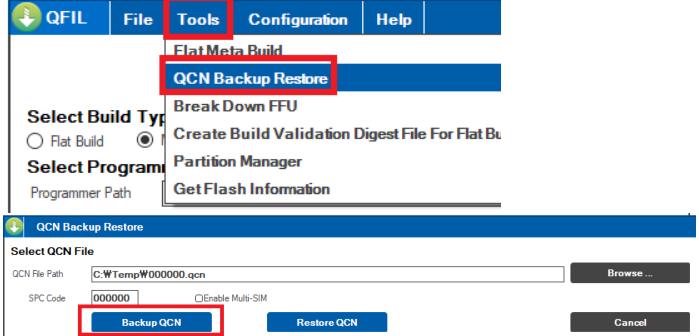 QFIL File Tools Configuration Help
Flat Meta Build
QCN Backup Restore
Break Down FFU
Select Build Typ
Flat Build
Create Build Validation Digest File For Flat Bu
Select Program
Partition Manager
Programmer Path
Get Flash Information
QCN Backup Restore
Select QCN File
QCN File Path C:₩Temp₩000000.qcn Browse ...
SPC Code 000000 Enable Multi-SIM
Backup QCN Restore QCN Cancel